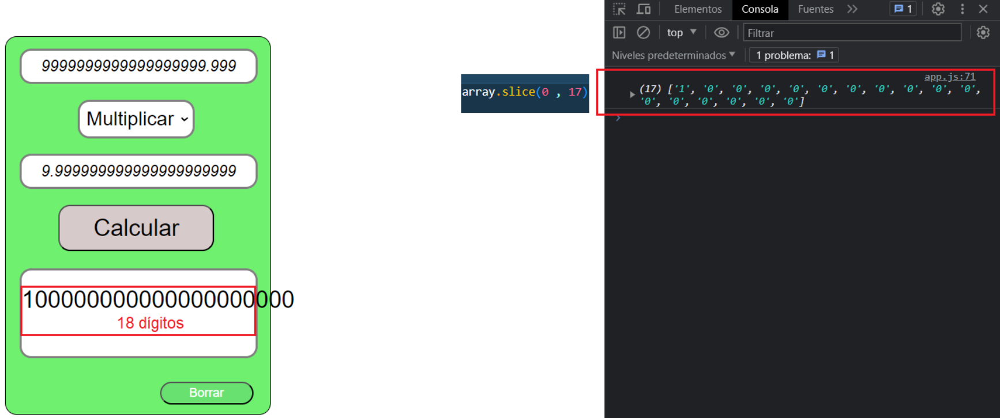 9999999999999999999.999
Multiplicar
9.999999999999999999999
Calcular
100000000000000000000
18 dígitos
Borrar
array.slice(0 , 17)
Elementos Consola Fuentes 1
top Filtrar
Niveles predeterminados 1 problema: 1
app.js:71
(17) ['1', '0', '0', '0', '0', '0', '0', '0', '0', '0', '0',
'0', '0', '0', '0', '0', '0']